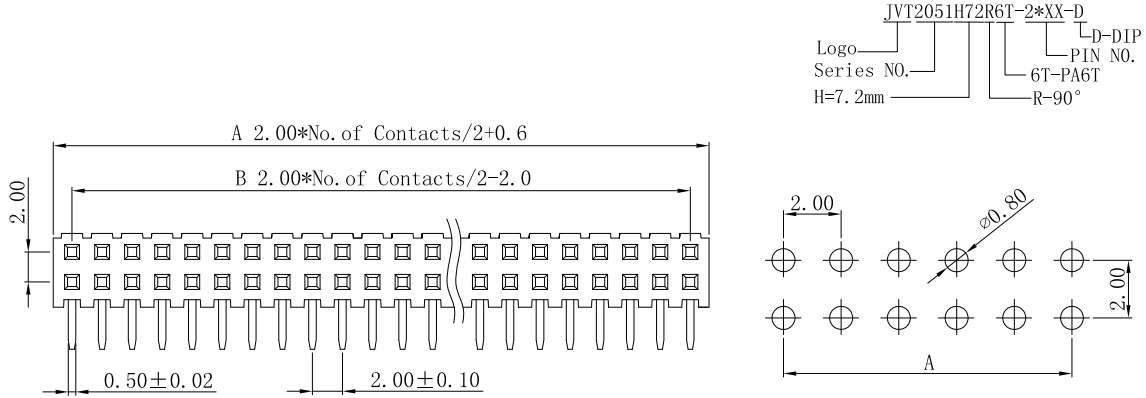 JVT2051H72R6T-2*XX-D
D-DIP
Logo
PIN NO.
Series NO.
6T-PA6T
H=7.2mm
R-90°
A 2.00*No.of Contacts/2+0.6
B 2.00*No.of Contacts/2-2.0
2.00
2.00
⌀0.80
2.00
A
0.50±0.02
2.00±0.10